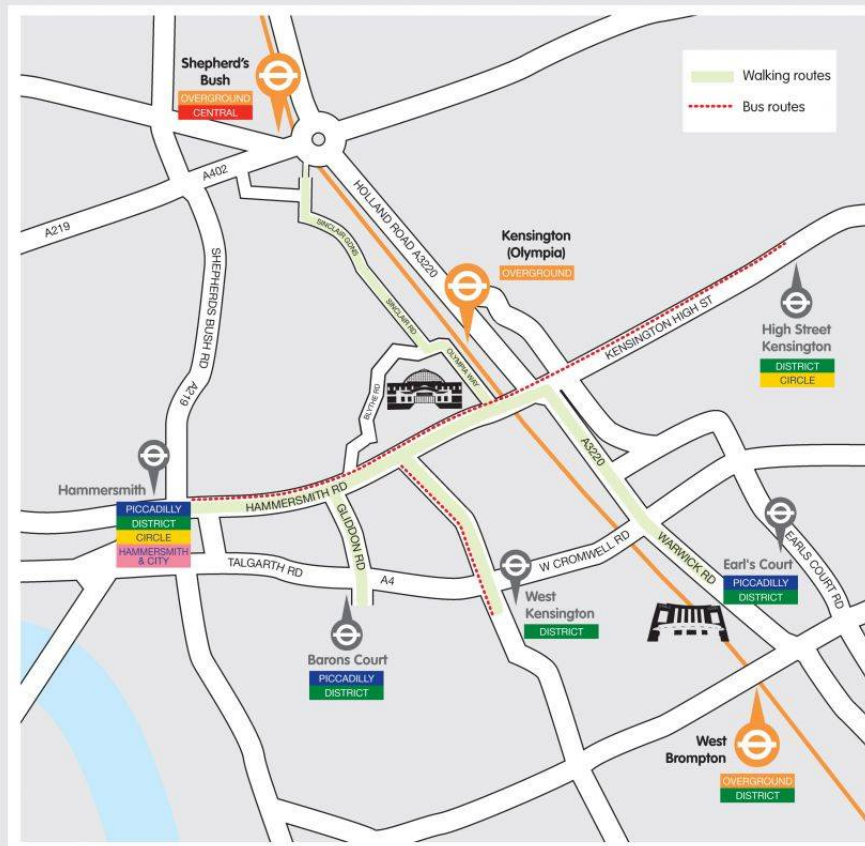 Shepherd's
Bush
OVERGROUND
CENTRAL
Walking routes
Bus routes
A402
A219
SHEPHERDS BUSH RD
A219
SINCLAIR GDNS
SINCLAIR RD
HOLLAND ROAD A3220
Kensington
(Olympia)
OVERGROUND
KENSINGTON HIGH ST
High Street
Kensington
DISTRICT
CIRCLE
OLYMPIA WAY
BLYTHE RD
Hammersmith
PICCADILLY
DISTRICT
CIRCLE
HAMMERSMITH
& CITY
HAMMERSMITH RD
GLIDDON RD
TALGARTH RD
A4
A3220
W CROMWELL RD
WARWICK RD
Earl's Court
PICCADILLY
DISTRICT
EARLS COURT RD
West
Kensington
DISTRICT
Barons Court
PICCADILLY
DISTRICT
West
Brompton
OVERGROUND
DISTRICT